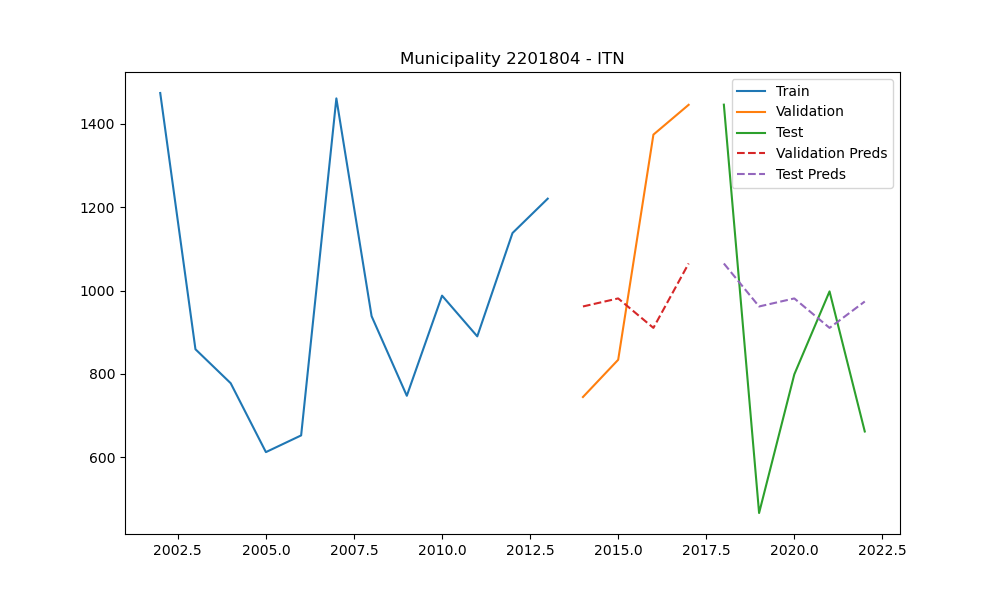 Municipality 2201804 - ITN
Train
Validation
Test
Validation Preds
Test Preds
1400
1200
1000
800
600
2002.5 2005.0 2007.5 2010.0 2012.5 2015.0 2017.5 2020.0 2022.5